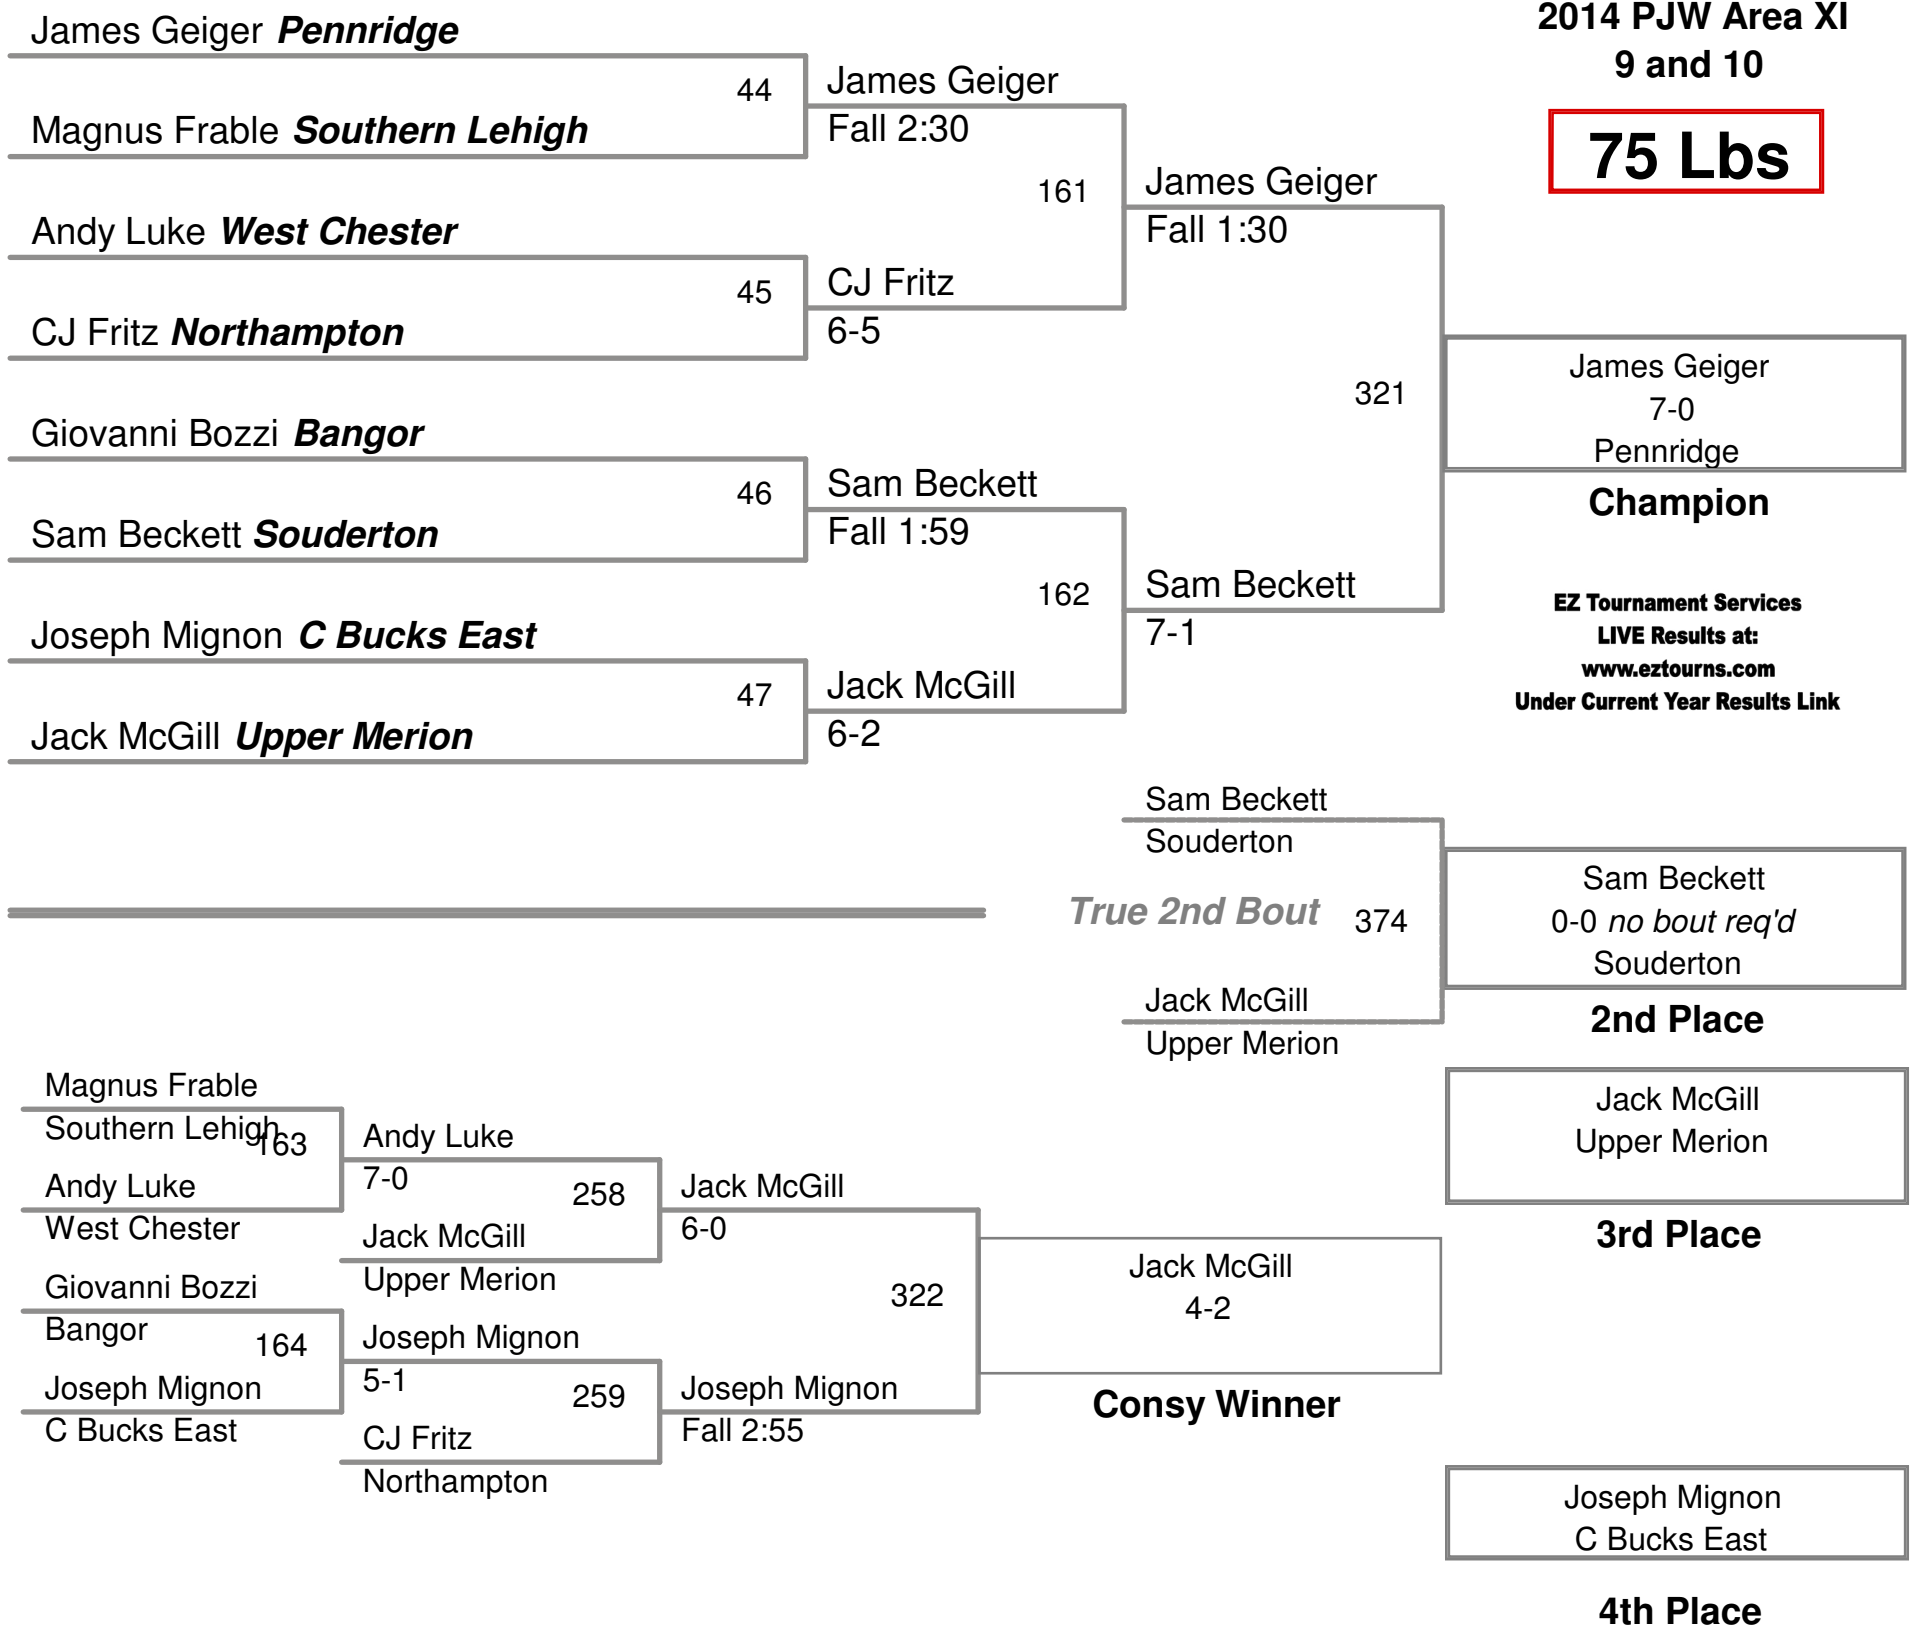 2014 PJW Area XI
9 and 10
75 Lbs
James Geiger Pennridge
44
Magnus Frable Southern Lehigh
James Geiger
Fall 2:30
161
Andy Luke West Chester
45
CJ Fritz Northampton
CJ Fritz
6-5
James Geiger
Fall 1:30
321
Giovanni Bozzi Bangor
46
Sam Beckett Souderton
Sam Beckett
Fall 1:59
162
Joseph Mignon C Bucks East
47
Jack McGill Upper Merion
Jack McGill
6-2
Sam Beckett
7-1
James Geiger
7-0
Pennridge
Champion
EZ Tournament Services
LIVE Results at:
www.eztourns.com
Under Current Year Results Link
Sam Beckett
Souderton
True 2nd Bout 374
Jack McGill
Upper Merion
Sam Beckett
0-0 no bout req'd
Souderton
2nd Place
Jack McGill
Upper Merion
3rd Place
Magnus Frable
Southern Lehigh
163
Andy Luke
West Chester
Andy Luke
7-0
258
Jack McGill
Upper Merion
Giovanni Bozzi
Bangor
164
Joseph Mignon
C Bucks East
Joseph Mignon
5-1
259
CJ Fritz
Northampton
Jack McGill
6-0
322
Joseph Mignon
Fall 2:55
Jack McGill
4-2
Consy Winner
Joseph Mignon
C Bucks East
4th Place